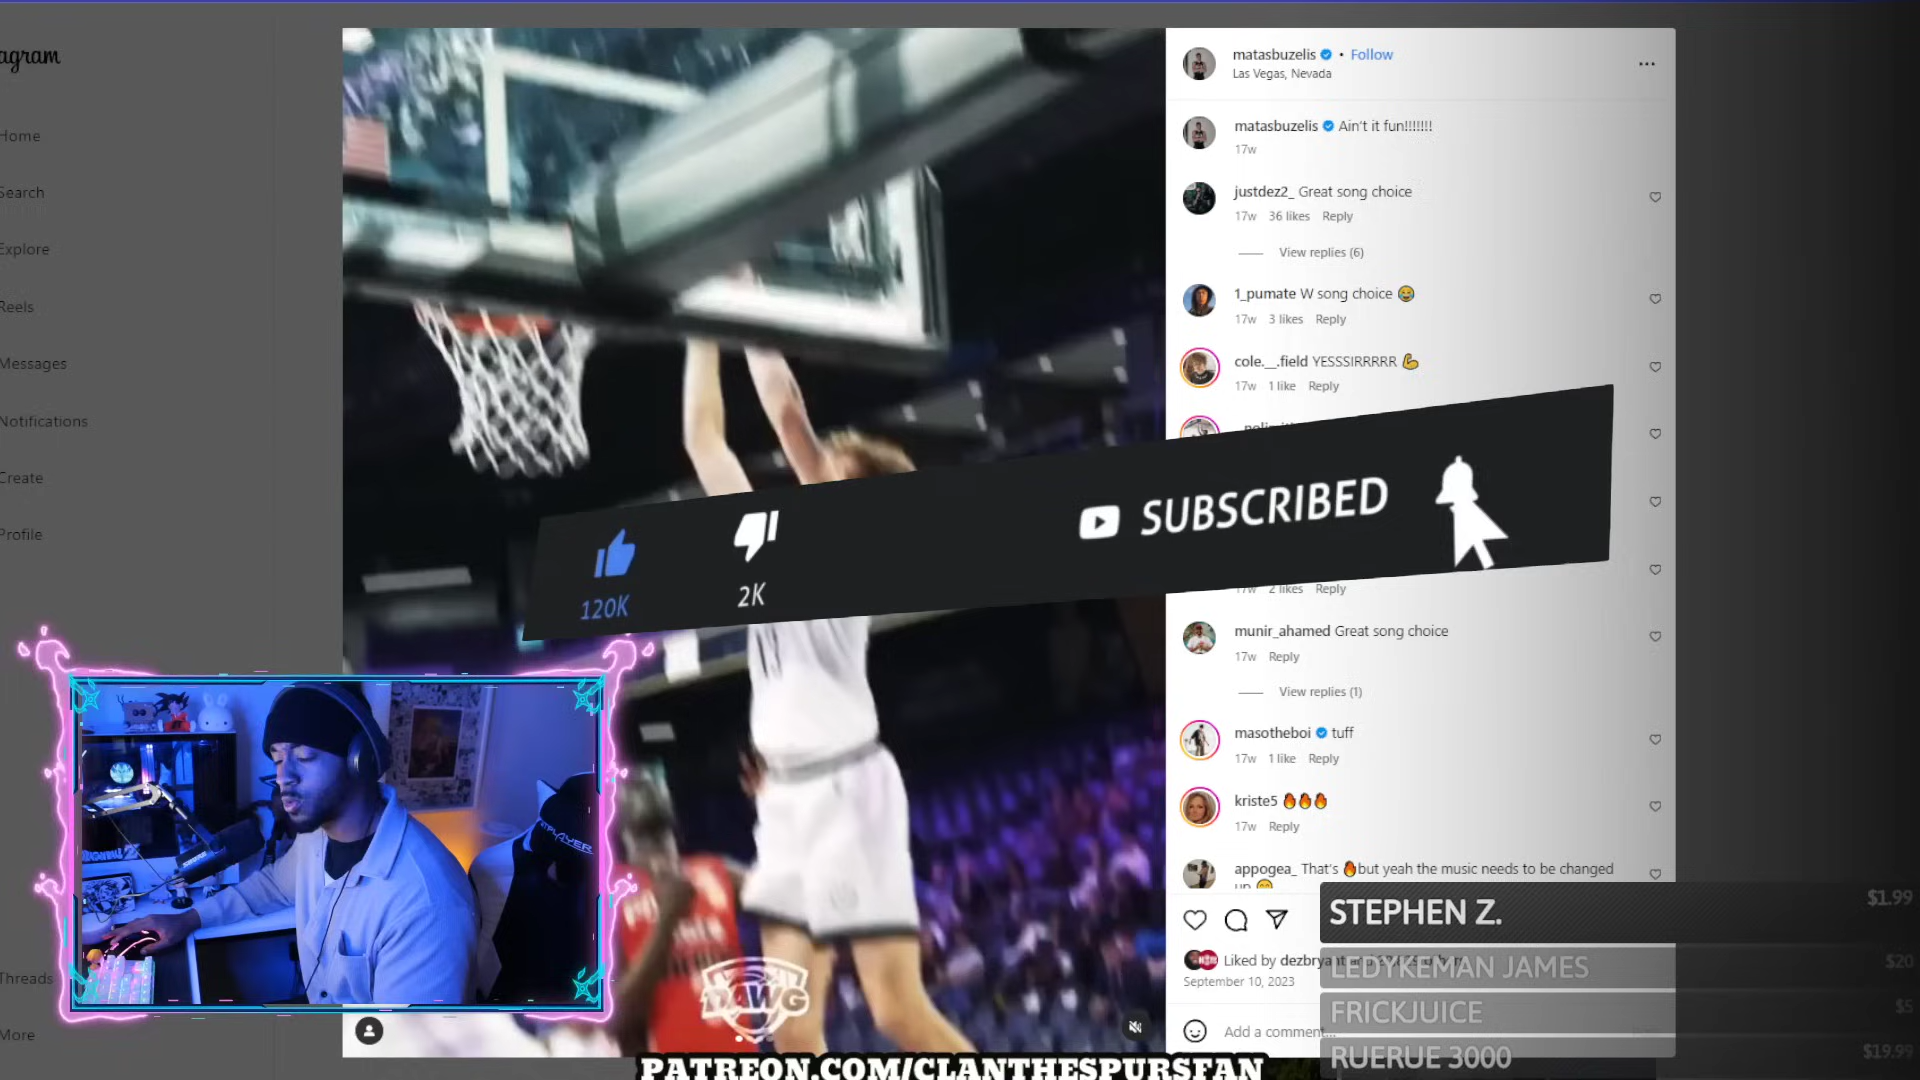 agram
Home
Search
Explore
Reels
Messages
Notifications
Create
Profile
Threads
More
matasbuzelis • Follow
Las Vegas, Nevada
matasbuzelis Ain't it fun!!!!!!!
17w
justdez2_ Great song choice
17w 36 likes Reply
View replies (6)
1_pumate W song choice 😂
17w 3 likes Reply
cole.__.field YESSSIRRRRR 💪
17w 1 like Reply
120K
2K
SUBSCRIBED
17w 2 likes Reply
munir_ahamed Great song choice
17w Reply
View replies (1)
masotheboi tuff
17w 1 like Reply
kriste5 🔥🔥🔥
17w Reply
appogea_ That's 🔥but yeah the music needs to be changed
up 😁
Liked by
September 10, 2023
Add a comment...
STEPHEN Z. $1.99
LEDYKEMAN JAMES $20
FRICKJUICE $5
RUERUE 3000 $19.99
DAWG
PATREON.COM/CLANTHESPURSFAN